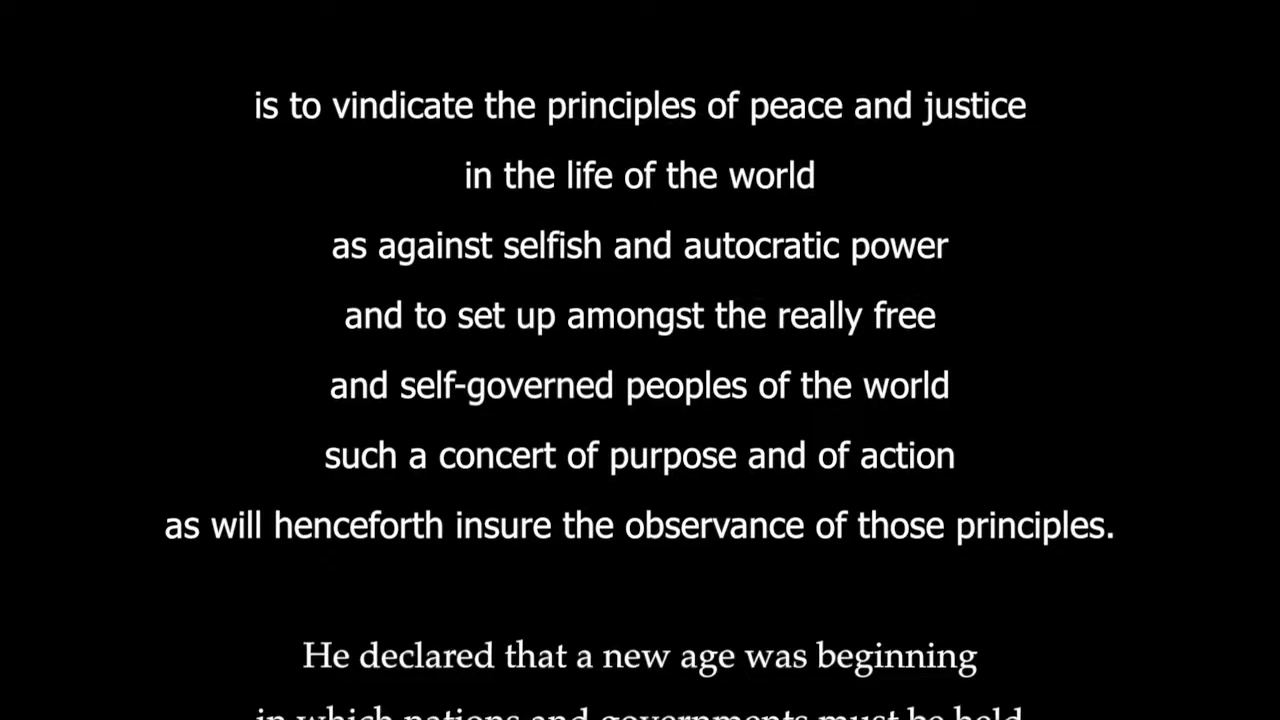 is to vindicate the principles of peace and justice
in the life of the world
as against selfish and autocratic power
and to set up amongst the really free
and self-governed peoples of the world
such a concert of purpose and of action
as will henceforth insure the observance of those principles.
He declared that a new age was beginning
in which nations and governments must be held